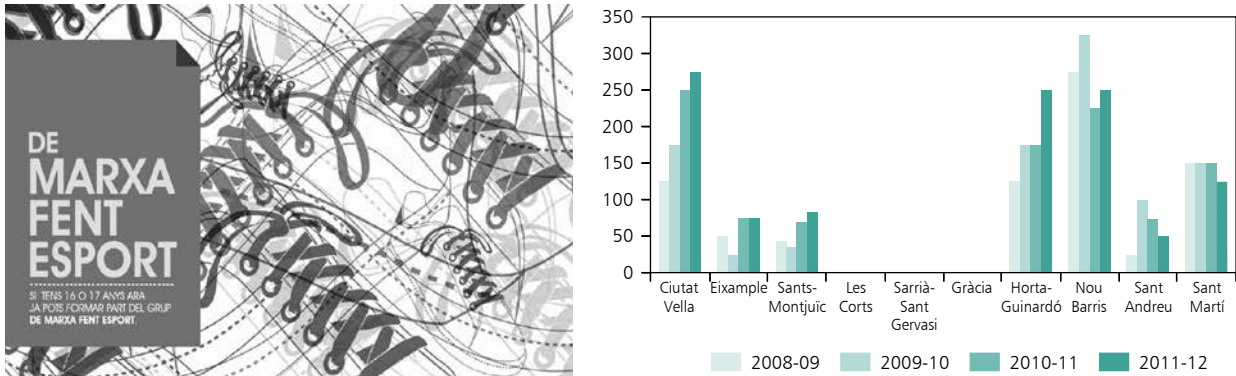 DE
MARXA
FENT
ESPORT
SI TENS 16 O 17 ANYS ARA
JA POTS FORMAR PART DEL GRUP
DE MARXA FENT ESPORT.
350
300
250
200
150
100
50
0
Ciutat
Vella
Eixample
Sants-
Montjuïc
Les
Corts
Sarrià-
Sant
Gervasi
Gràcia
Horta-
Guinardó
Nou
Barris
Sant
Andreu
Sant
Martí
2008-09
2009-10
2010-11
2011-12